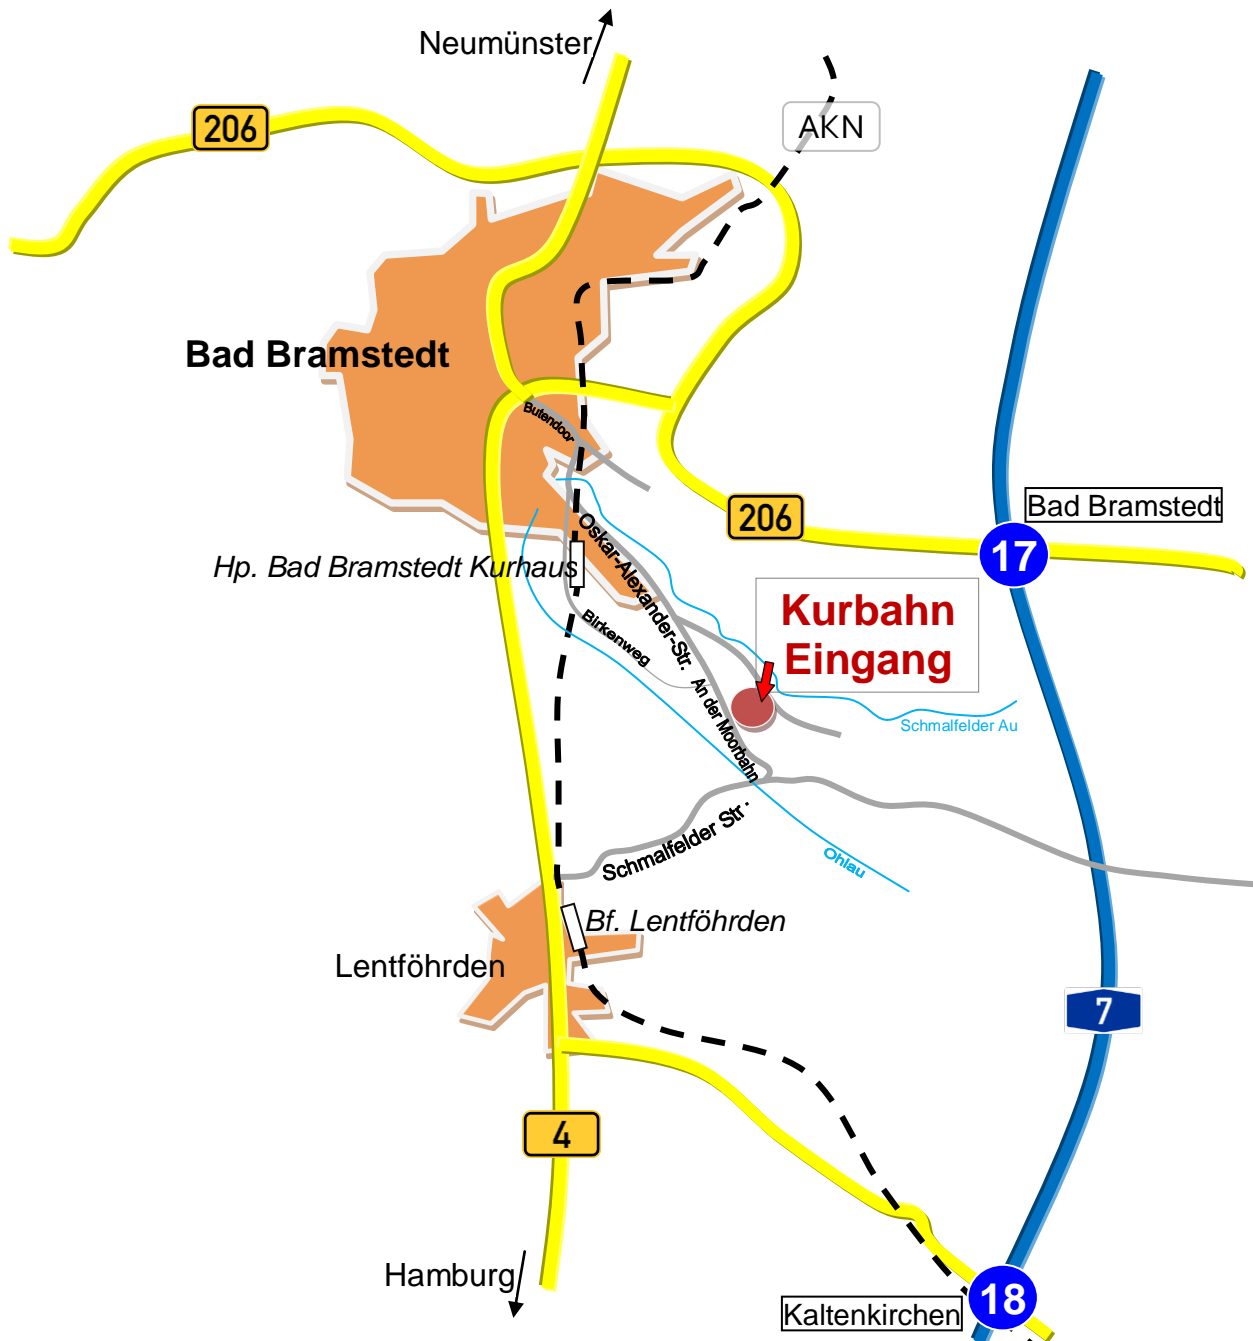 Neumünster
206
AKN
Bad Bramstedt
Butendoor
Bad Bramstedt
206
17
Oskar-Alexander-Str.
Hp. Bad Bramstedt Kurhaus
Kurbahn
Eingang
Birkenweg
An der Moorbahn
Schmalfelder Au
Schmalfelder Str.
Ohlau
Bf. Lentföhrden
Lentföhrden
7
4
Hamburg
Kaltenkirchen
18